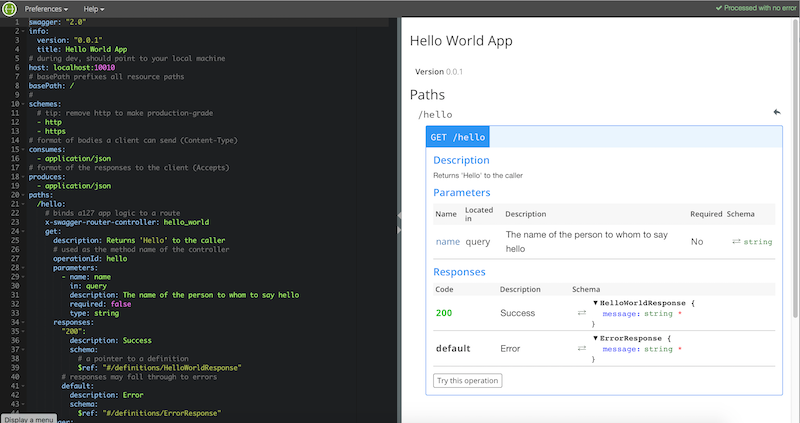 Preferences Help Processed with no error
1 swagger: "2.0"
2 info:
3 version: "0.0.1"
4 title: Hello World App
5 # during dev, should point to your local machine
6 host: localhost:10010
7 # basePath prefixes all resource paths
8 basePath: /
9 #
10 schemes:
11 # tip: remove http to make production-grade
12 - http
13 - https
14 # format of bodies a client can send (Content-Type)
15 consumes:
16 - application/json
17 # format of the responses to the client (Accepts)
18 produces:
19 - application/json
20 paths:
21 /hello:
22 # binds a127 app logic to a route
23 x-swagger-router-controller: hello_world
24 get:
25 description: Returns 'Hello' to the caller
26 # used as the method name of the controller
27 operationId: hello
28 parameters:
29 - name: name
30 in: query
31 description: The name of the person to whom to say hello
32 required: false
33 type: string
34 responses:
35 "200":
36 description: Success
37 schema:
38 # a pointer to a definition
39 $ref: "#/definitions/HelloWorldResponse"
40 # responses may fall through to errors
41 default:
42 description: Error
43 schema:
44 $ref: "#/definitions/ErrorResponse"
Display a menu
Hello World App
Version 0.0.1
Paths
/hello
GET /hello
Description
Returns 'Hello' to the caller
Parameters
Name Located in Description Required Schema
name query The name of the person to whom to say hello No string
Responses
Code Description Schema
200 Success HelloWorldResponse {
message: string *
}
default Error ErrorResponse {
message: string *
}
Try this operation